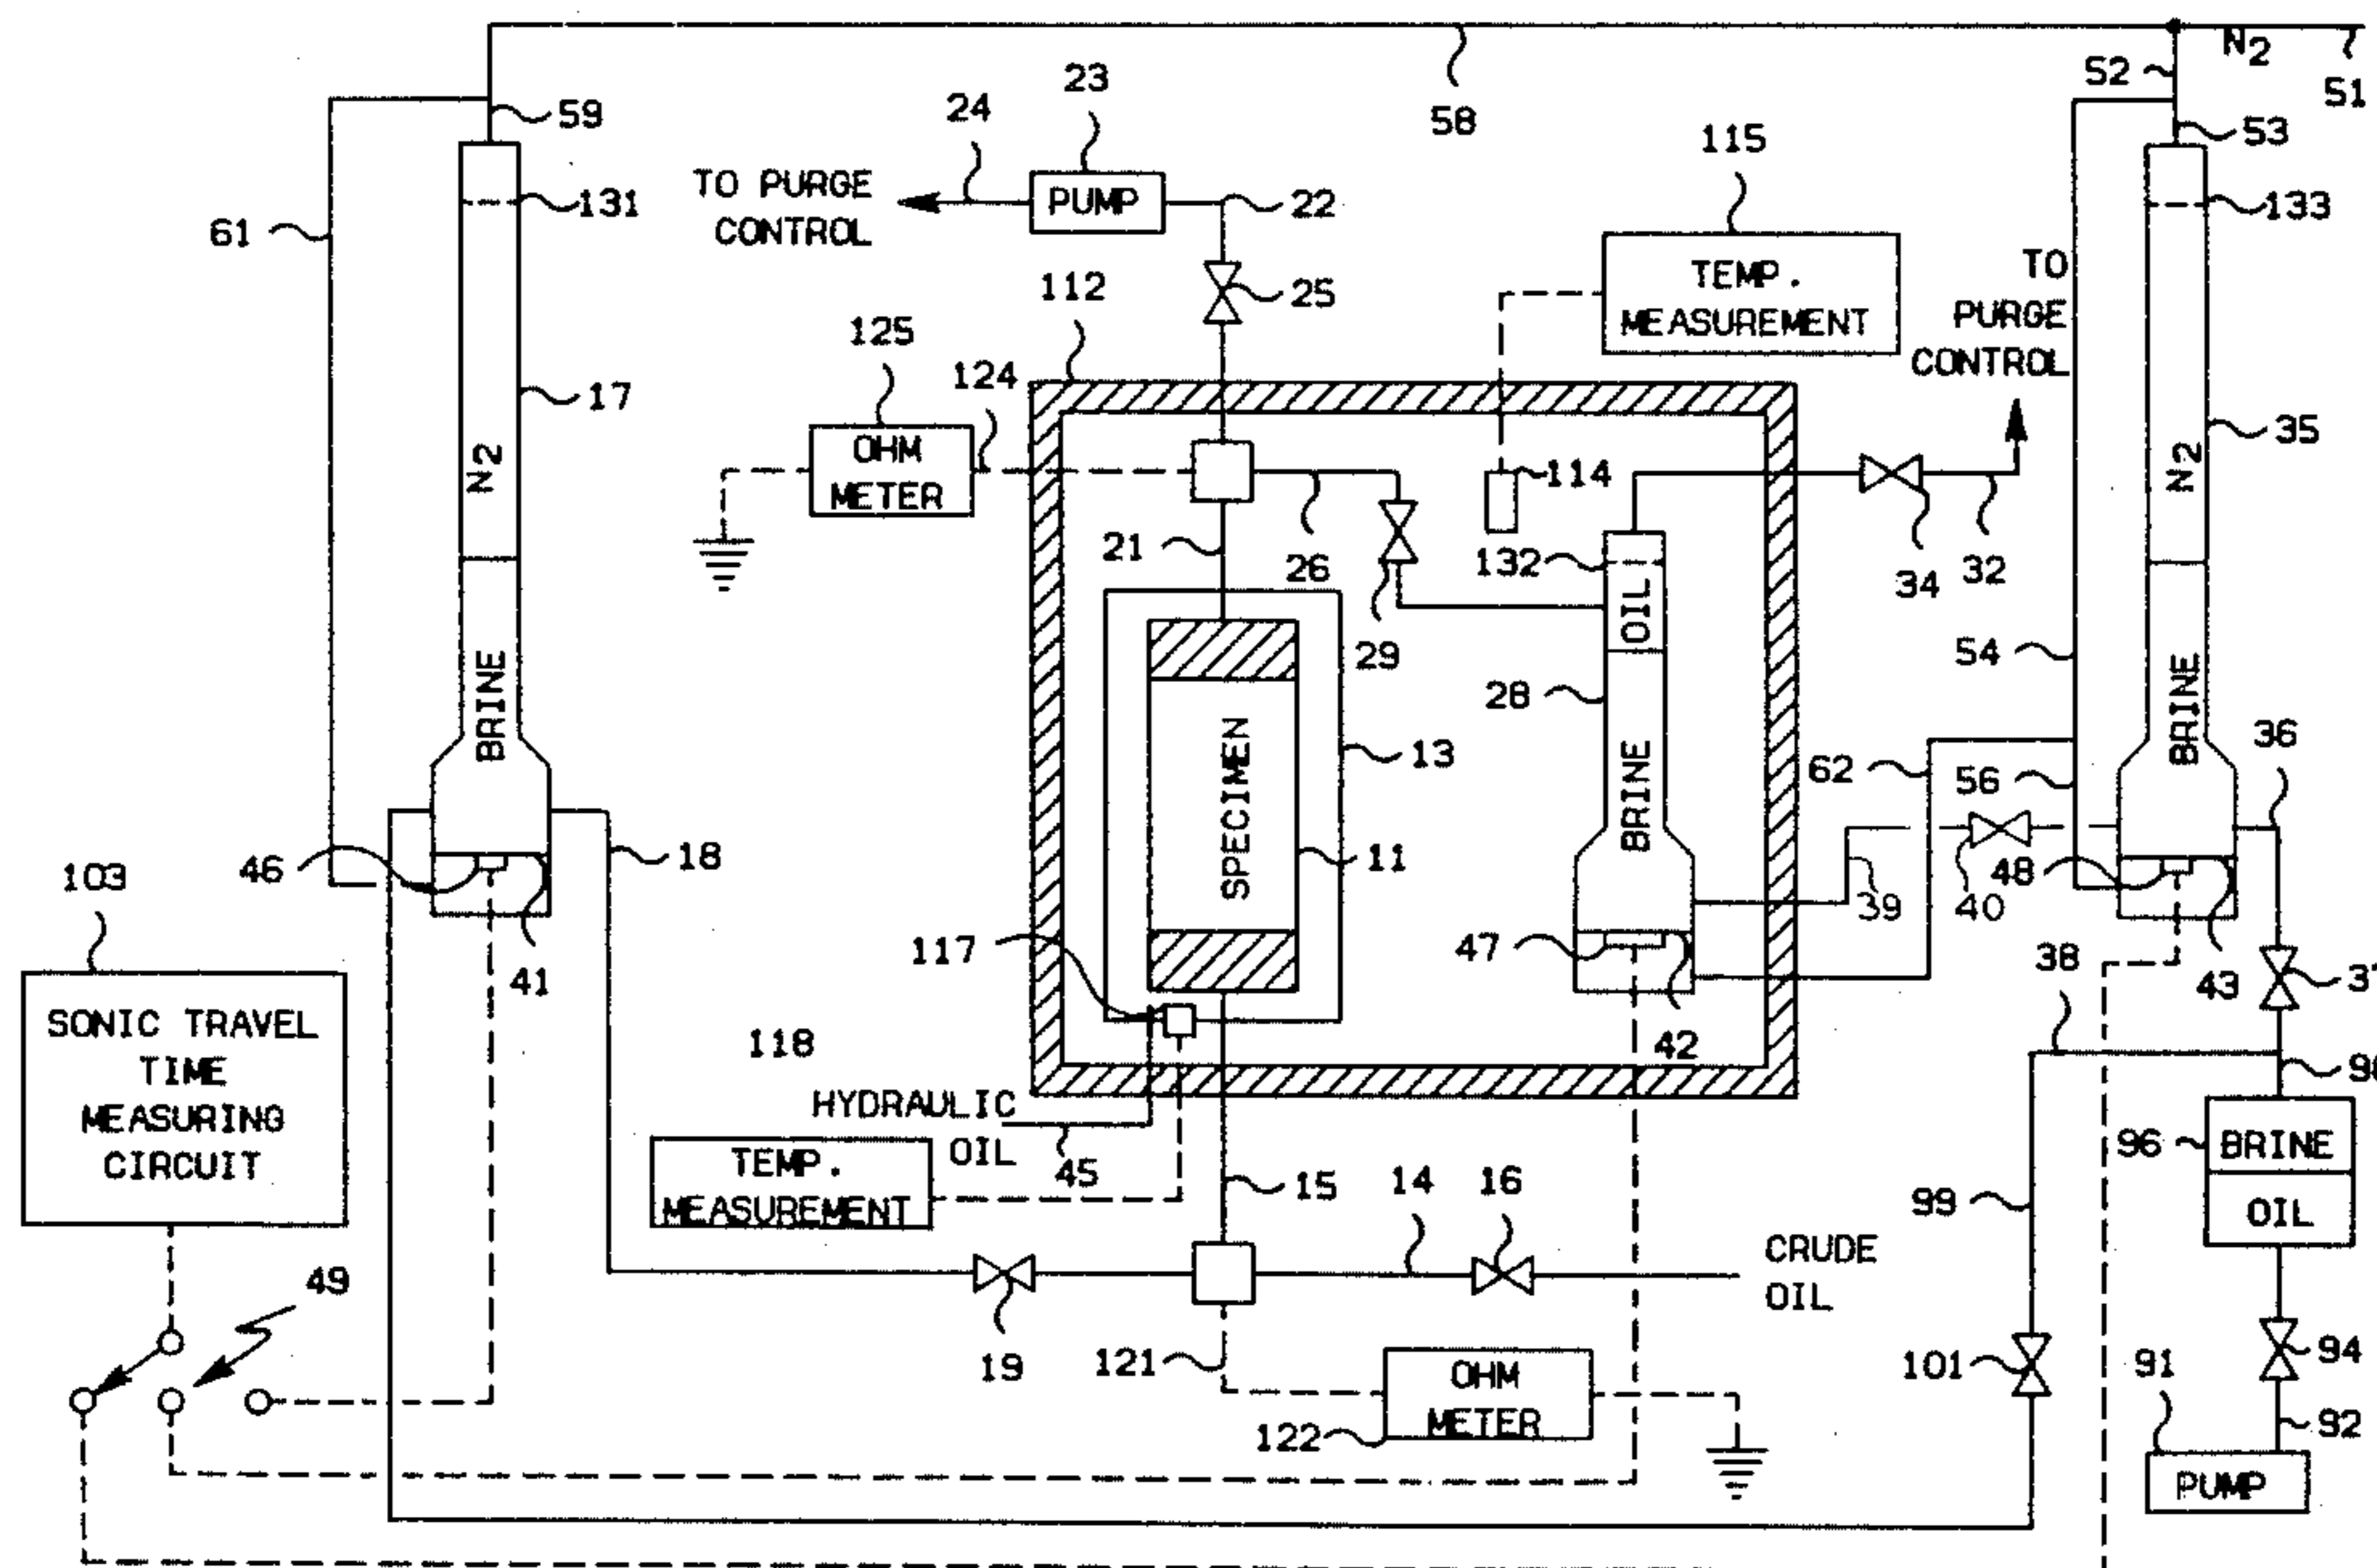 N2
52
51
59
58
53
23
24
115
TO PURGE
CONTROL
PUMP
22
131
133
61
TEMP.
MEASUREMENT
TO
PURGE
CONTROL
112
25
125
124
17
OHM
METER
35
N2
N2
114
21
26
132
34
32
OIL
29
54
28
BRINE
BRINE
SPECIMEN
BRINE
13
62
56
36
46
18
11
48
103
39
40
117
47
38
41
43
42
118
SONIC TRAVEL
TIME
MEASURING
CIRCUIT
HYDRAULIC
OIL
96
BRINE
TEMP.
MEASUREMENT
45
15
14
16
99
OIL
CRUDE
OIL
49
19
121
OHM
METER
101
91
94
122
92
PUMP